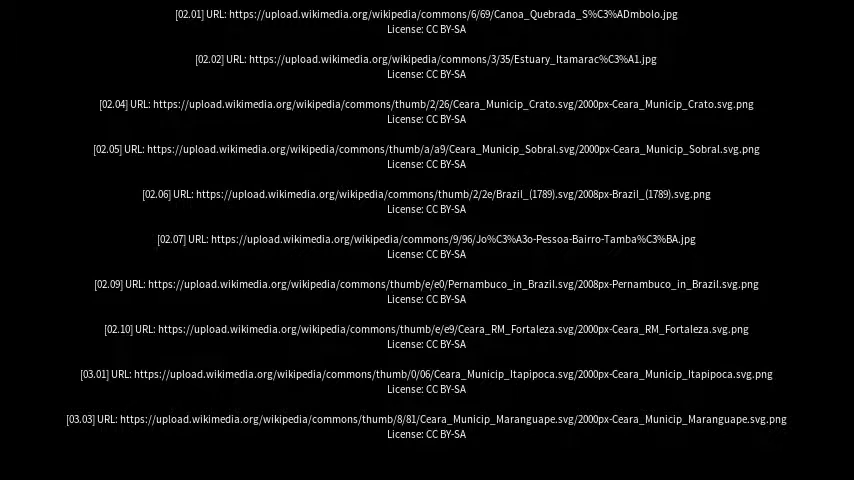 [02.01] URL: https://upload.wikimedia.org/wikipedia/commons/6/69/Canoa_Quebrada_S%C3%ADmbolo.jpg
License: CC BY-SA
[02.02] URL: https://upload.wikimedia.org/wikipedia/commons/3/35/Estuary_Itamarac%C3%A1.jpg
License: CC BY-SA
[02.04] URL: https://upload.wikimedia.org/wikipedia/commons/thumb/2/26/Ceara_Municip_Crato.svg/2000px-Ceara_Municip_Crato.svg.png
License: CC BY-SA
[02.05] URL: https://upload.wikimedia.org/wikipedia/commons/thumb/a/a9/Ceara_Municip_Sobral.svg/2000px-Ceara_Municip_Sobral.svg.png
License: CC BY-SA
[02.06] URL: https://upload.wikimedia.org/wikipedia/commons/thumb/2/2e/Brazil_(1789).svg/2008px-Brazil_(1789).svg.png
License: CC BY-SA
[02.07] URL: https://upload.wikimedia.org/wikipedia/commons/9/96/Jo%C3%A3o-Pessoa-Bairro-Tamba%C3%BA.jpg
License: CC BY-SA
[02.09] URL: https://upload.wikimedia.org/wikipedia/commons/thumb/e/e0/Pernambuco_in_Brazil.svg/2008px-Pernambuco_in_Brazil.svg.png
License: CC BY-SA
[02.10] URL: https://upload.wikimedia.org/wikipedia/commons/thumb/e/e9/Ceara_RM_Fortaleza.svg/2000px-Ceara_RM_Fortaleza.svg.png
License: CC BY-SA
[03.01] URL: https://upload.wikimedia.org/wikipedia/commons/thumb/0/06/Ceara_Municip_Itapipoca.svg/2000px-Ceara_Municip_Itapipoca.svg.png
License: CC BY-SA
[03.03] URL: https://upload.wikimedia.org/wikipedia/commons/thumb/8/81/Ceara_Municip_Maranguape.svg/2000px-Ceara_Municip_Maranguape.svg.png
License: CC BY-SA